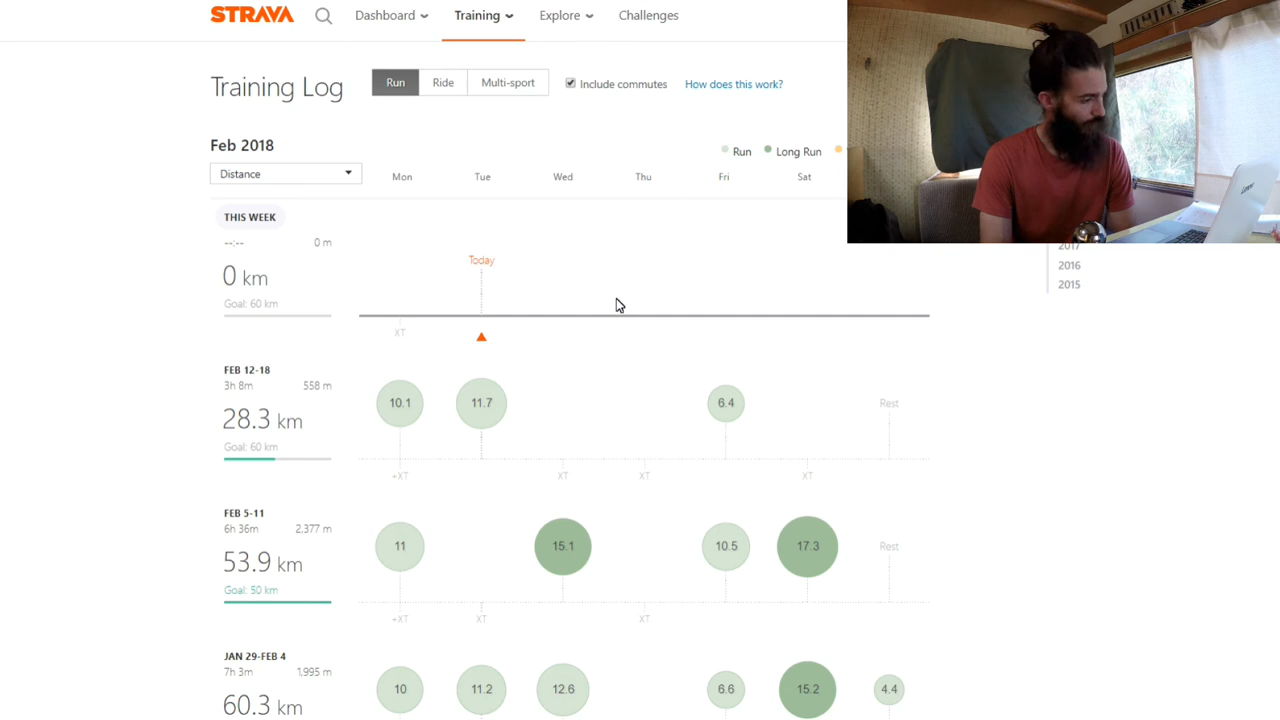 STRAVA Dashboard Training Explore Challenges
Training Log Run Ride Multi-sport Include commutes How does this work?
Feb 2018
Run Long Run
Distance Mon Tue Wed Thu Fri Sat
THIS WEEK
--:-- 0 m
0 km
Goal: 60 km
Today
XT
2017
2016
2015
FEB 12-18
3h 8m 558 m
28.3 km
Goal: 60 km
10.1 11.7 6.4 Rest
+XT XT XT XT
FEB 5-11
6h 36m 2,377 m
53.9 km
Goal: 50 km
11 15.1 10.5 17.3 Rest
+XT XT XT
JAN 29-FEB 4
7h 3m 1,995 m
60.3 km
10 11.2 12.6 6.6 15.2 4.4
Lenovo